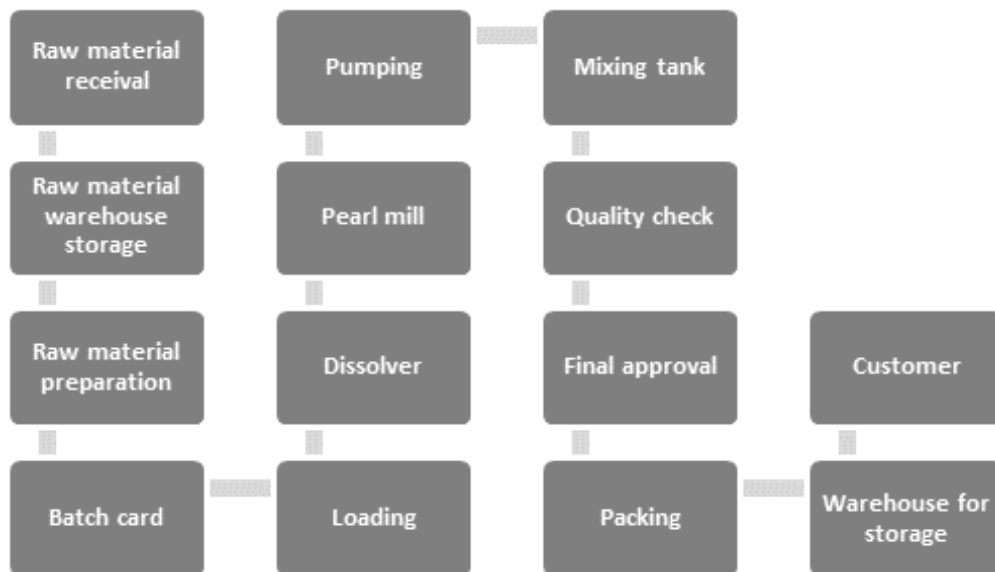 Raw material
receival
Raw material
warehouse
storage
Raw material
preparation
Batch card
Loading
Dissolver
Pearl mill
Pumping
Mixing tank
Quality check
Final approval
Packing
Warehouse for
storage
Customer